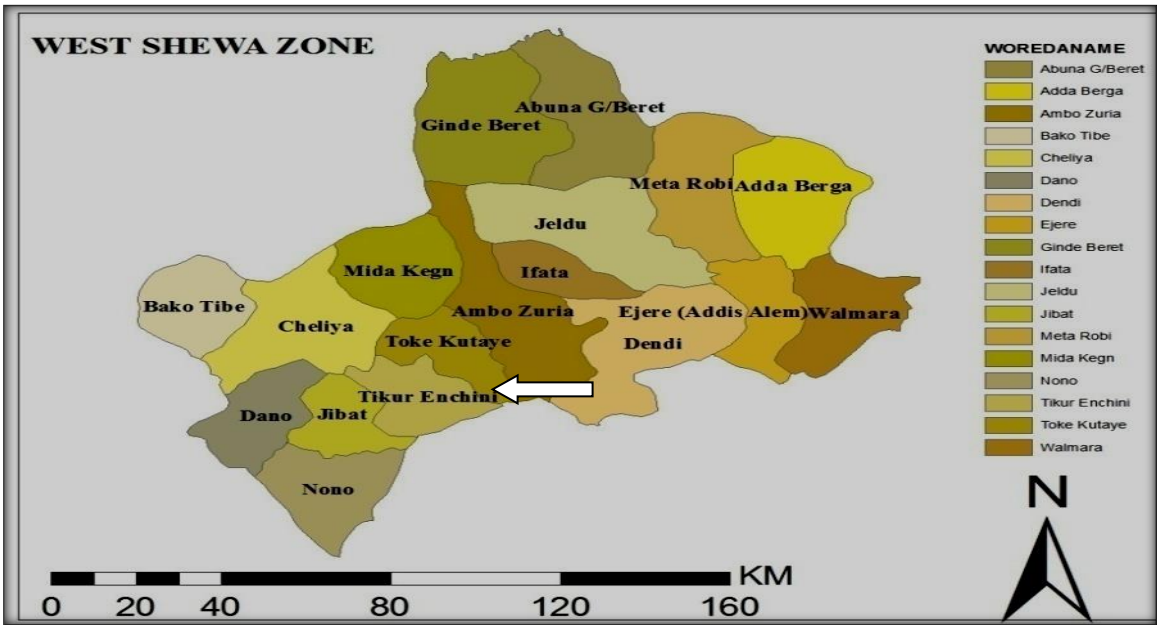 WEST SHEWA ZONE
WOREDANAME
Abuna G/Beret
Adda Berga
Ambo Zuria
Bako Tibe
Cheliya
Dano
Dendi
Ejere
Ginde Beret
Ifata
Jeldu
Jibat
Meta Robi
Mida Kegn
Nono
Tikur Enchini
Toke Kutaye
Walmara
Abuna G/Beret
Ginde Beret
Meta Robi
Adda Berga
Jeldu
Mida Kegn
Ifata
Bako Tibe
Cheliya
Ambo Zuria
Ejere (Addis Alem)
Walmara
Toke Kutaye
Dendi
Tikur Enchini
Dano
Jibat
Nono
N
KM
0 20 40 80 120 160